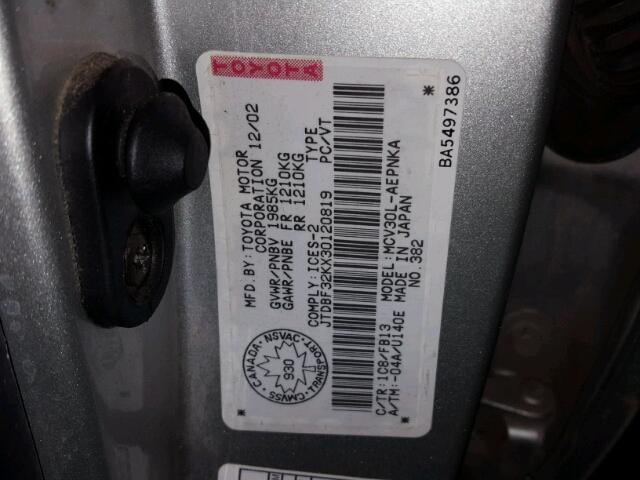 TOYOTA
MFD. BY: TOYOTA MOTOR
CORPORATION 12/02
GVWR/PNBV 1985KG
GAWR/PNBE FR 1210KG
RR 1210KG
COMPLY: ICES-2 TYPE
JTDBF32KX30120819 PC/VT
CANADA NSVAC
930
CMVSS TRANSPORT
C/TR: 1C8/FB13 MODEL: MCV30L-AEPNKA
A/TM: -04A/U140E MADE IN JAPAN
NO. 382
* BA5497386 *